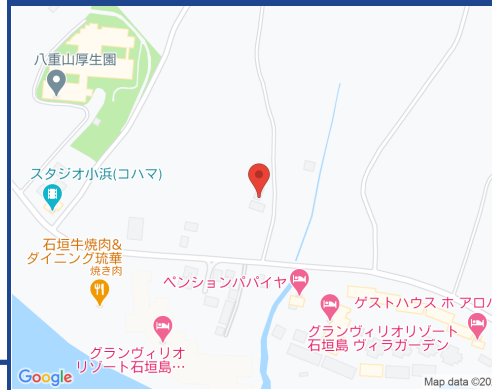 八重山厚生園
スタジオ小浜(コハマ)
石垣牛焼肉&
ダイニング琉華
焼き肉
ペンションパパイヤ
ゲストハウス ホ アロハ
グランヴィリオリゾート
石垣島 ヴィラガーデン
グランヴィリオ
リゾート石垣島…
Google
Map data ©20